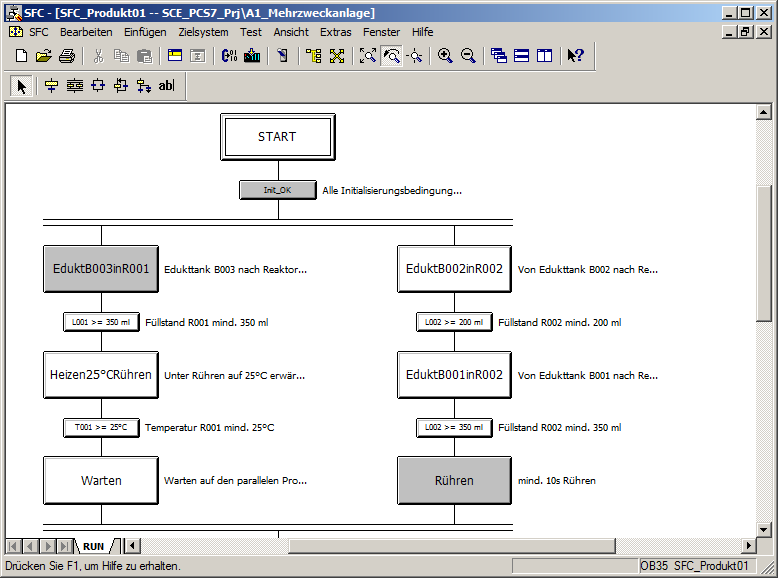 SFC - [SFC_Produkt01 -- SCE_PCS7_Prj\A1_Mehrzweckanlage]
SFC Bearbeiten Einfügen Zielsystem Test Ansicht Extras Fenster Hilfe
abl
START
Init_OK Alle Initialisierungsbedingung...
EduktB003inR001 Edukttank B003 nach Reaktor... EduktB002inR002 Von Edukttank B002 nach Re...
L001 >= 350 ml Füllstand R001 mind. 350 ml L002 >= 200 ml Füllstand R002 mind. 200 ml
Heizen25°CRühren Unter Rühren auf 25°C erwär... EduktB001inR002 Von Edukttank B001 nach Re...
T001 >= 25°C Temperatur R001 mind. 25°C L002 >= 350 ml Füllstand R002 mind. 350 ml
Warten Warten auf den parallelen Pro... Rühren mind. 10s Rühren
RUN
Drücken Sie F1, um Hilfe zu erhalten. OB35 SFC_Produkt01